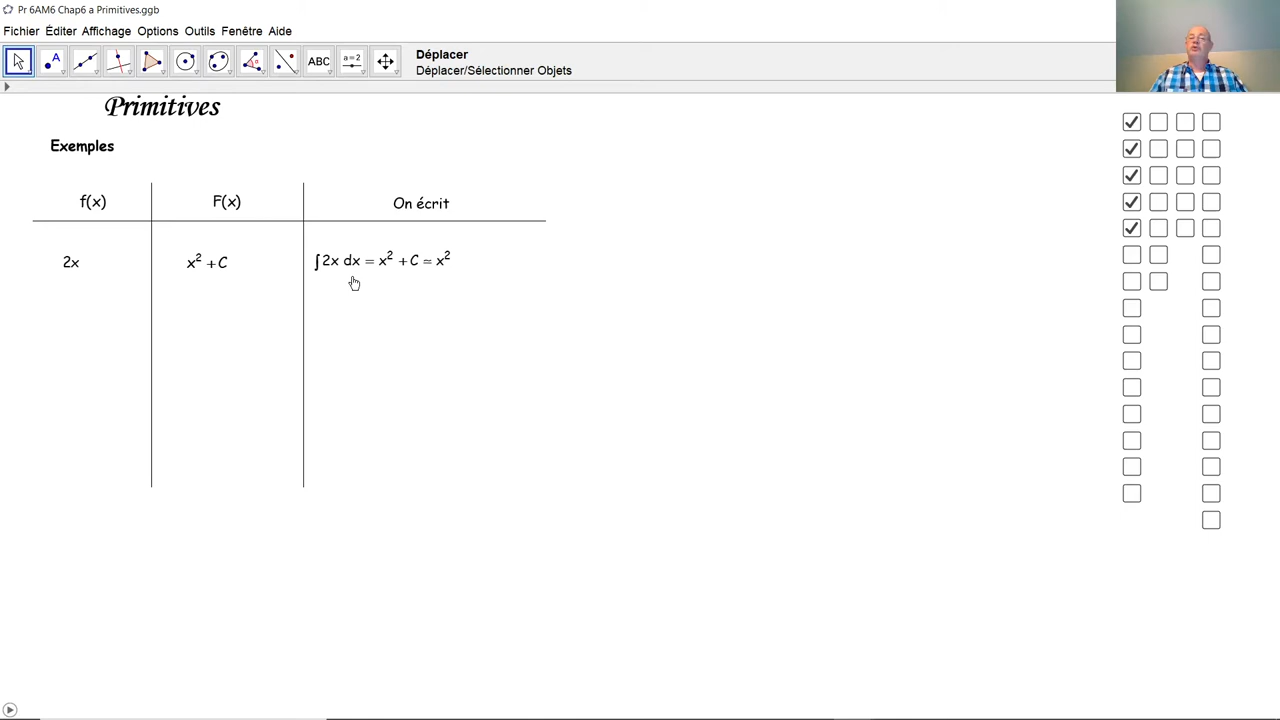 Pr 6AM6 Chap6 a Primitives.ggb
Fichier Éditer Affichage Options Outils Fenêtre Aide
A
ABC
a=2
Déplacer
Déplacer/Sélectionner Objets
Primitives
Exemples
f(x) F(x) On écrit
2x x² + C ∫2x dx = x² + C ≃ x²